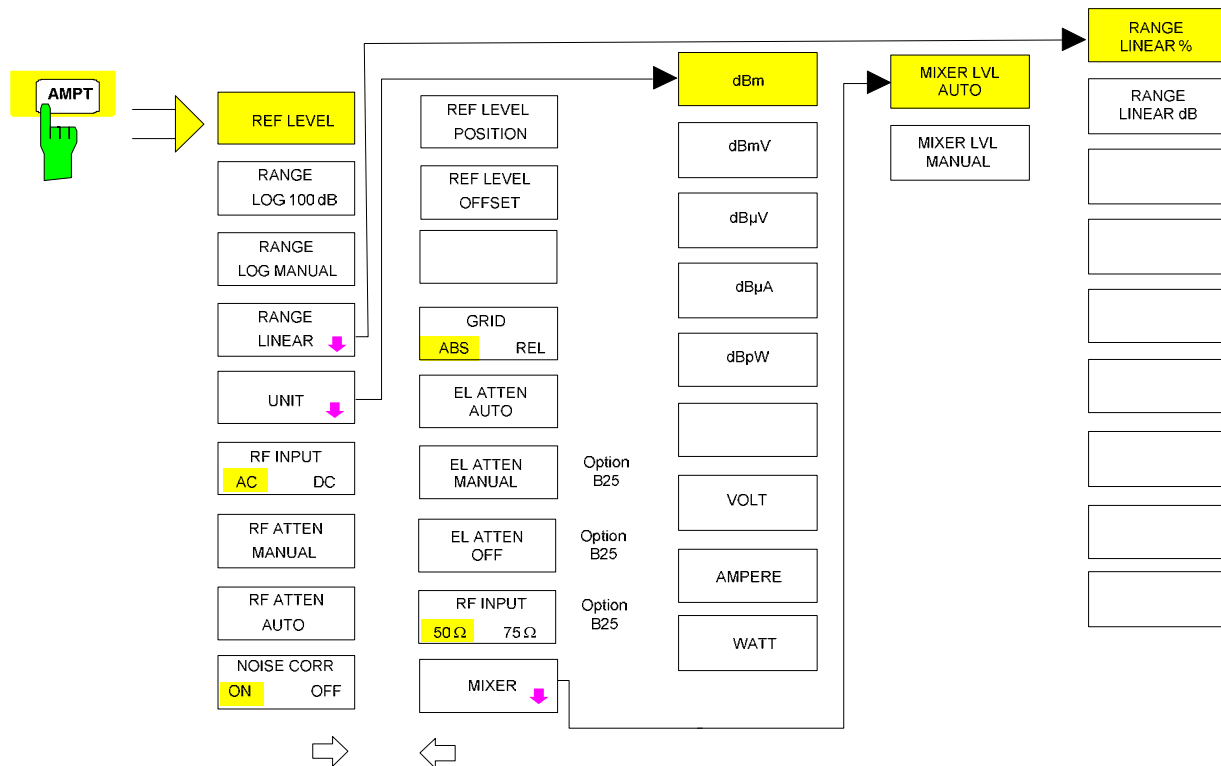 AMPT
REF LEVEL
RANGE
LOG 100 dB
RANGE
LOG MANUAL
RANGE
LINEAR
UNIT
RF INPUT
AC DC
RF ATTEN
MANUAL
RF ATTEN
AUTO
NOISE CORR
ON OFF
REF LEVEL
POSITION
REF LEVEL
OFFSET
GRID
ABS REL
EL ATTEN
AUTO
EL ATTEN
MANUAL
Option
B25
EL ATTEN
OFF
Option
B25
RF INPUT
50 Ω 75 Ω
Option
B25
MIXER
dBm
dBmV
dBµV
dBµA
dBpW
VOLT
AMPERE
WATT
MIXER LVL
AUTO
MIXER LVL
MANUAL
RANGE
LINEAR %
RANGE
LINEAR dB